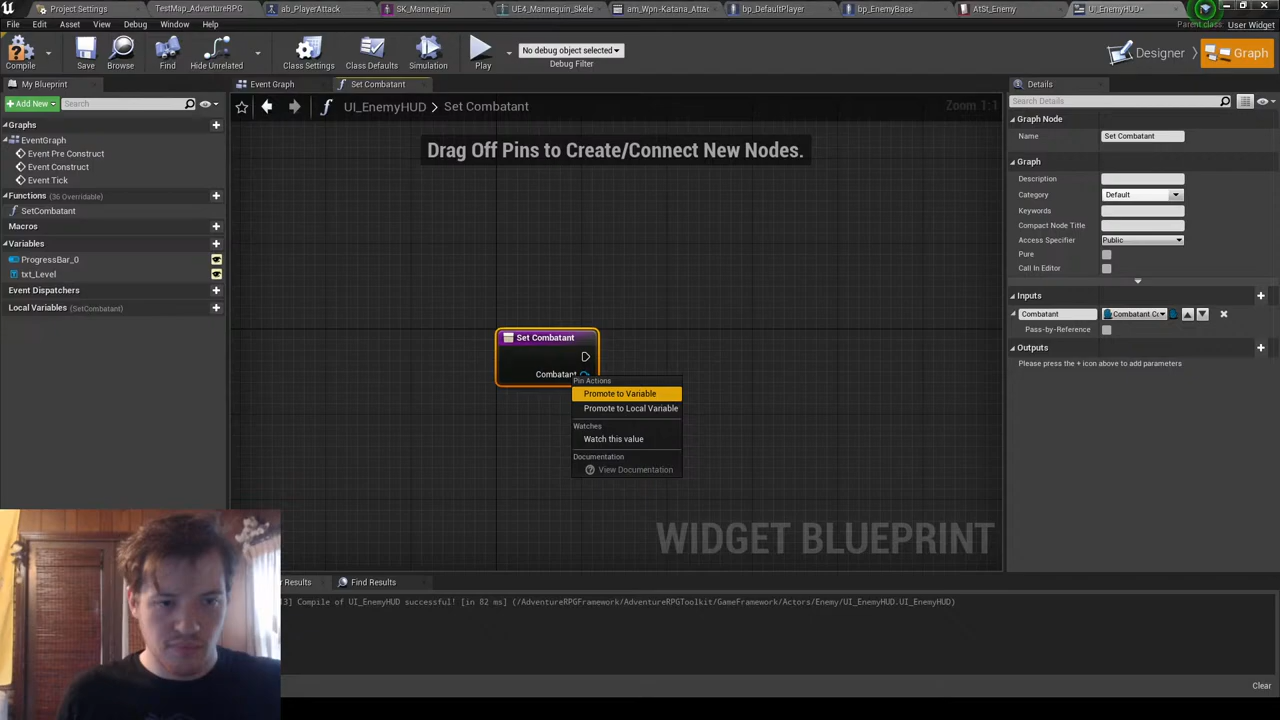 Project Settings
TestMap_AdventureRPG
ab_PlayerAttack
SK_Mannequin
UE4_Mannequin_Skele
am_Wpn-Katana_Attac
bp_DefaultPlayer
bp_EnemyBase
AtSt_Enemy
UI_EnemyHUD*
File Edit Asset View Debug Window Help
Parent class: User Widget
Compile Save Browse Find Hide Unrelated Class Settings Class Defaults Simulation Play
No debug object selected
Debug Filter
Designer Graph
My Blueprint
Event Graph
Set Combatant
Details
Add New Search
UI_EnemyHUD > Set Combatant
Zoom 1:1
Search Details
Graphs
EventGraph
Event Pre Construct
Event Construct
Event Tick
Functions (36 Overridable)
SetCombatant
Macros
Variables
ProgressBar_0
txt_Level
Event Dispatchers
Local Variables (SetCombatant)
Drag Off Pins to Create/Connect New Nodes.
Set Combatant
Combatant
Pin Actions
Promote to Variable
Promote to Local Variable
Watches
Watch this value
Documentation
View Documentation
WIDGET BLUEPRINT
Graph Node
Name Set Combatant
Graph
Description
Category Default
Keywords
Compact Node Title
Access Specifier Public
Pure
Call In Editor
Inputs
Combatant Combatant Cc
Pass-by-Reference
Outputs
Please press the + icon above to add parameters
Results Find Results
] Compile of UI_EnemyHUD successful! [in 82 ms] (/AdventureRPGFramework/AdventureRPGToolkit/GameFramework/Actors/Enemy/UI_EnemyHUD.UI_EnemyHUD)
Clear